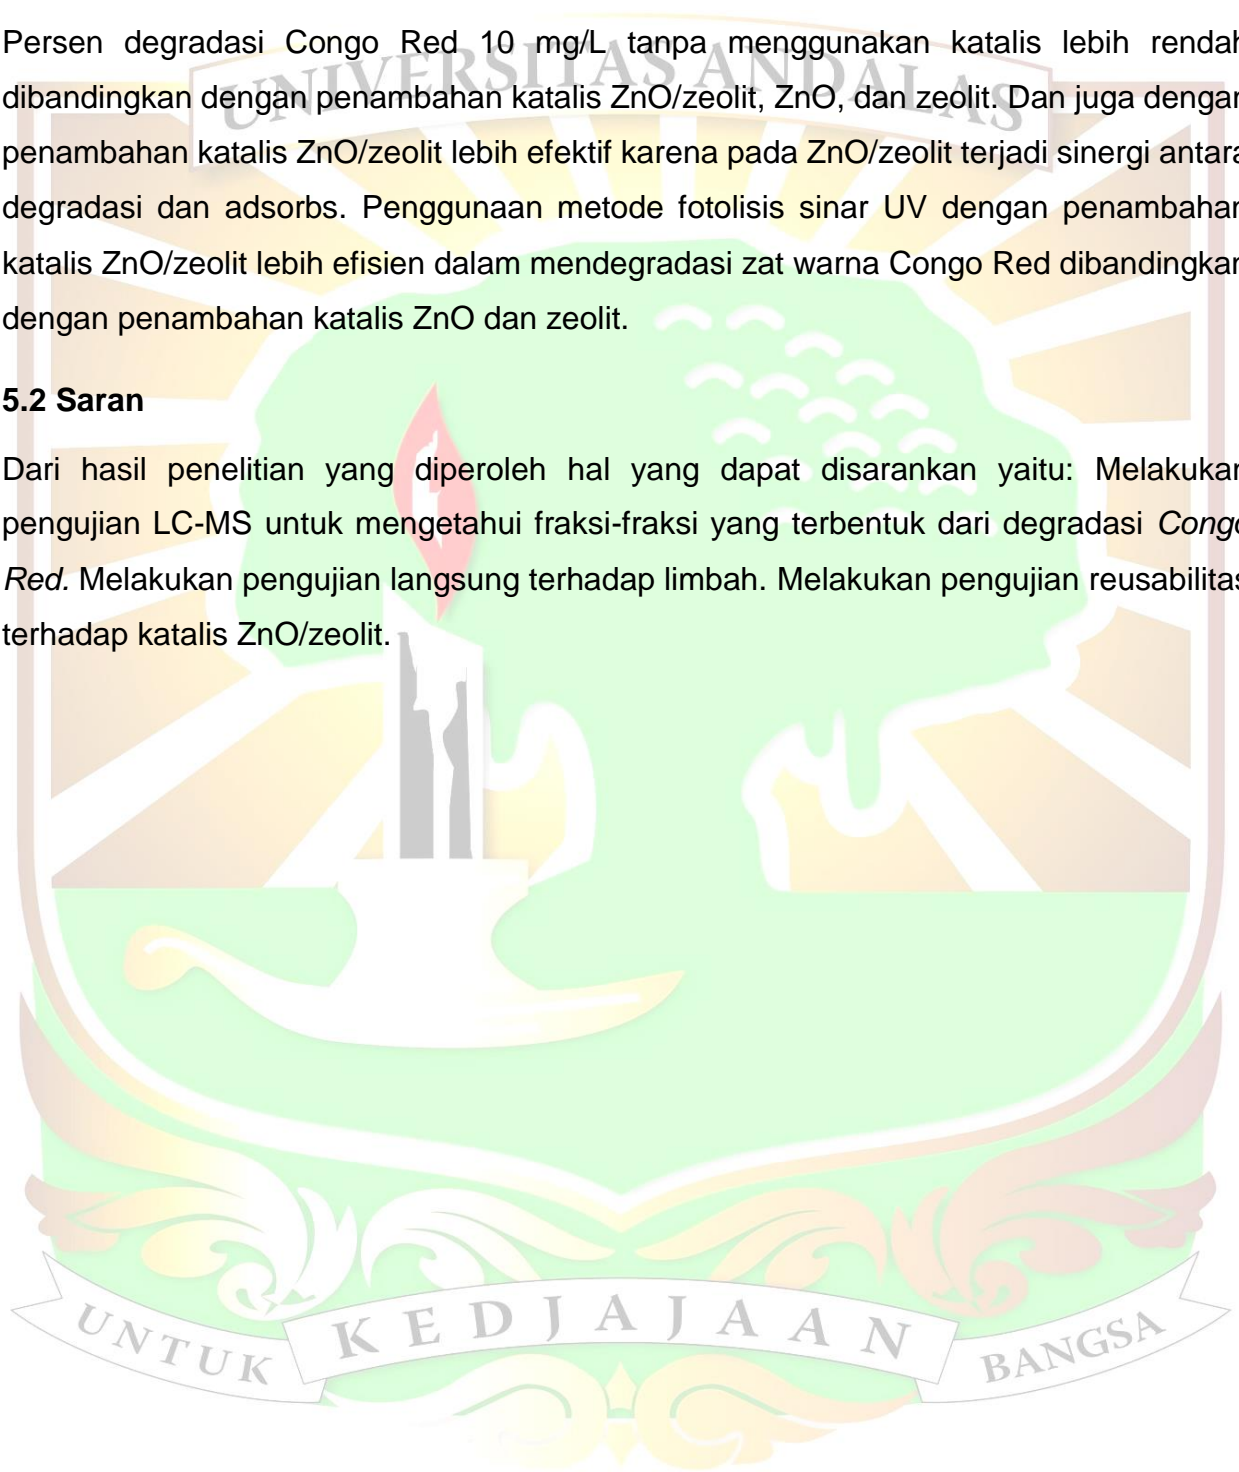 Persen degradasi Congo Red 10 mg/L tanpa menggunakan katalis lebih rendah
UNIVERSITAS ANDALAS
dibandingkan dengan penambahan katalis ZnO/zeolit, ZnO, dan zeolit. Dan juga dengan
penambahan katalis ZnO/zeolit lebih efektif karena pada ZnO/zeolit terjadi sinergi antara
degradasi dan adsorbs. Penggunaan metode fotolisis sinar UV dengan penambahan
katalis ZnO/zeolit lebih efisien dalam mendegradasi zat warna Congo Red dibandingkan
dengan penambahan katalis ZnO dan zeolit.
5.2 Saran
Dari hasil penelitian yang diperoleh hal yang dapat disarankan yaitu: Melakukan
pengujian LC-MS untuk mengetahui fraksi-fraksi yang terbentuk dari degradasi Congo
Red. Melakukan pengujian langsung terhadap limbah. Melakukan pengujian reusabilitas
terhadap katalis ZnO/zeolit.
UNTUK KEDJAJAAN BANGSA